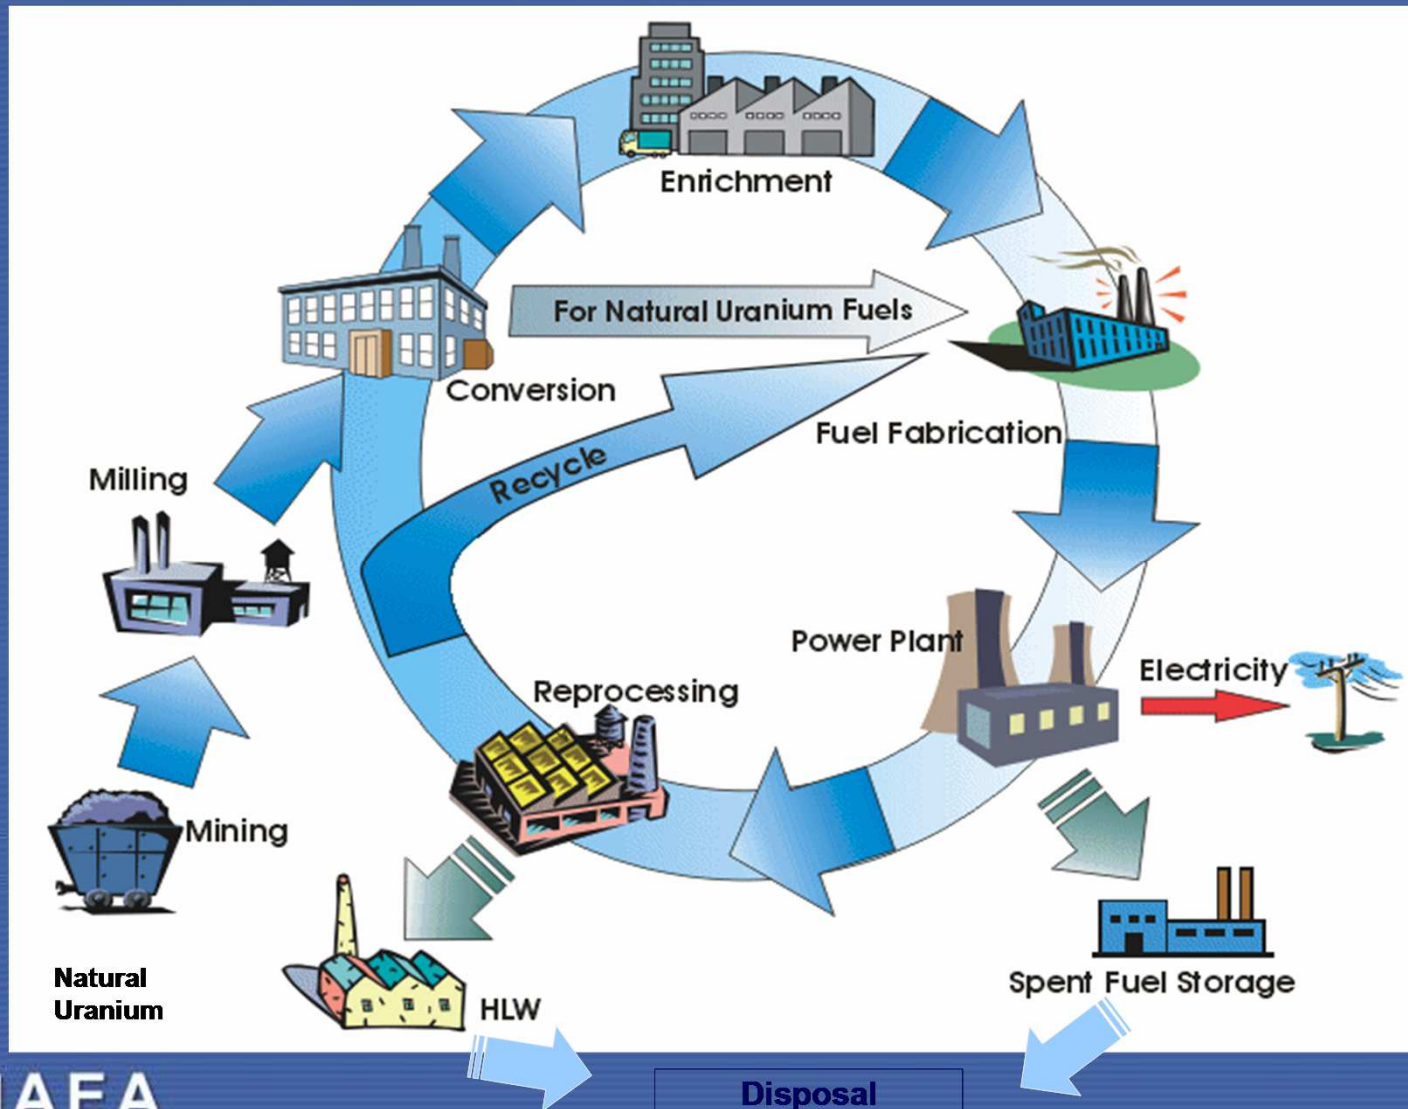 Enrichment
For Natural Uranium Fuels
Conversion
Fuel Fabrication
Recycle
Milling
Power Plant
Electricity
Reprocessing
Mining
Natural
Uranium
Spent Fuel Storage
HLW
IAEA
Disposal